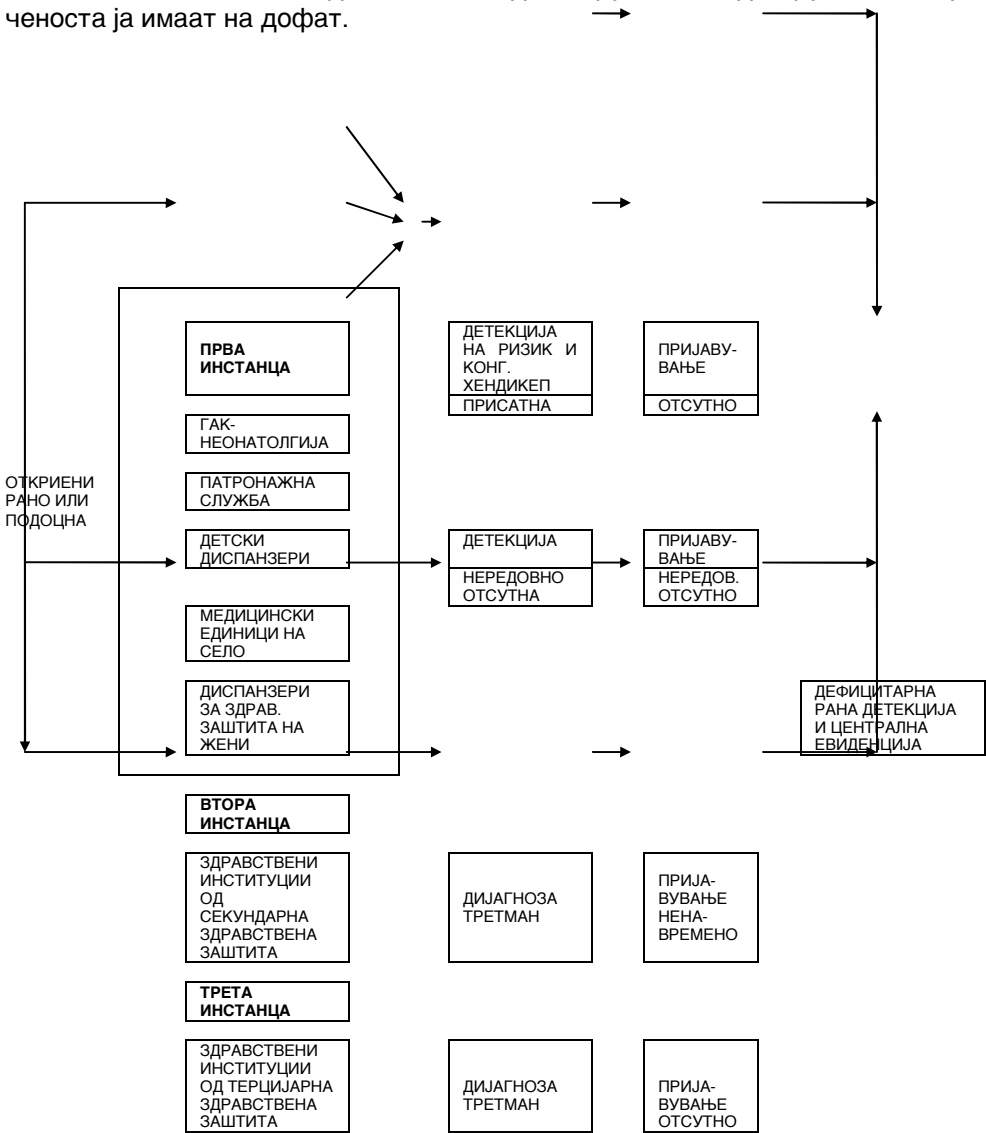 ченоста ја имаат на дофат.
ПРВА
ИНСТАНЦА
ДЕТЕКЦИЈА
НА РИЗИК И
КОНГ.
ХЕНДИКЕП
ПРИСАТНА
ПРИЈАВУ-
ВАЊЕ
ОТСУТНО
ГАК-
НЕОНАТОЛГИЈА
ОТКРИЕНИ
РАНО ИЛИ
ПОДОЦНА
ПАТРОНАЖНА
СЛУЖБА
ДЕТСКИ
ДИСПАНЗЕРИ
ДЕТЕКЦИЈА
НЕРЕДОВНО
ОТСУТНА
ПРИЈАВУ-
ВАЊЕ
НЕРЕДОВ.
ОТСУТНО
МЕДИЦИНСКИ
ЕДИНИЦИ НА
СЕЛО
ДИСПАНЗЕРИ
ЗА ЗДРАВ.
ЗАШТИТА НА
ЖЕНИ
ДЕФИЦИТАРНА
РАНА ДЕТЕКЦИЈА
И ЦЕНТРАЛНА
ЕВИДЕНЦИЈА
ВТОРА
ИНСТАНЦА
ЗДРАВСТВЕНИ
ИНСТИТУЦИИ
ОД
СЕКУНДАРНА
ЗДРАВСТВЕНА
ЗАШТИТА
ДИЈАГНОЗА
ТРЕТМАН
ПРИЈА-
ВУВАЊЕ
НЕНА-
ВРЕМЕНО
ТРЕТА
ИНСТАНЦА
ЗДРАВСТВЕНИ
ИНСТИТУЦИИ
ОД ТЕРЦИЈАРНА
ЗДРАВСТВЕНА
ЗАШТИТА
ДИЈАГНОЗА
ТРЕТМАН
ПРИЈА-
ВУВАЊЕ
ОТСУТНО